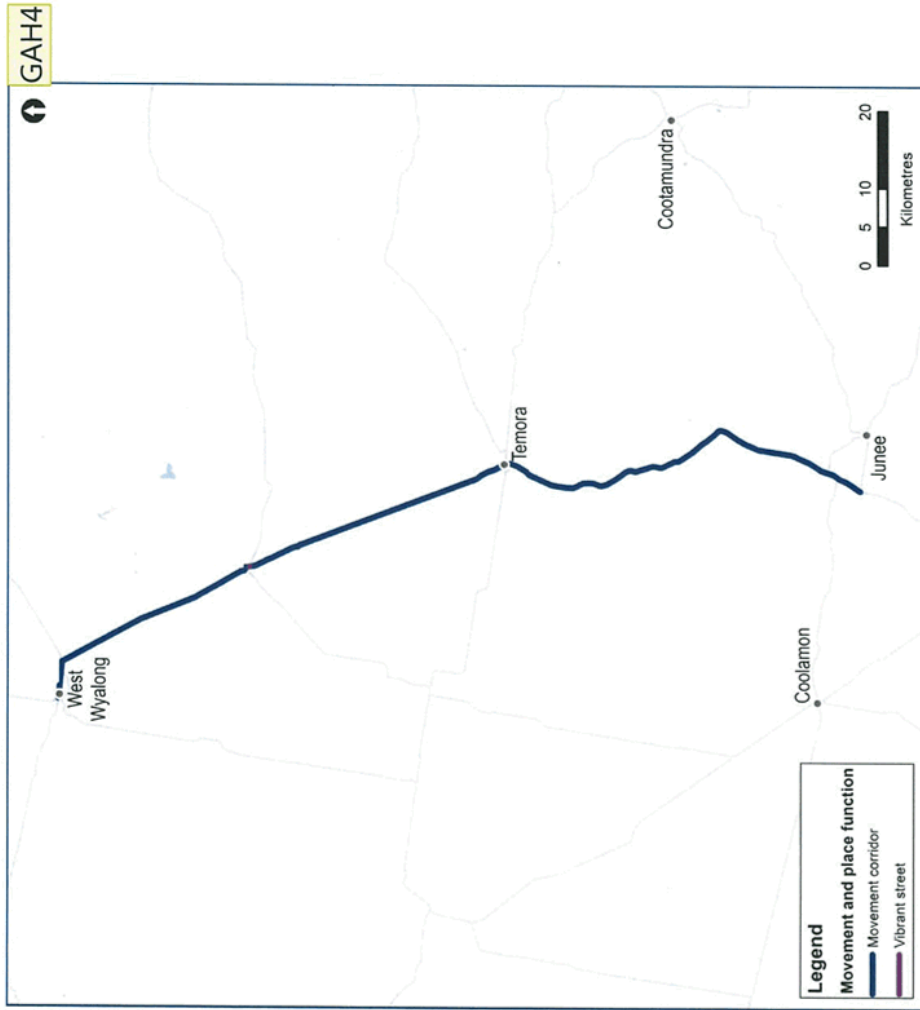 GAH4
West
Wyalong
Temora
Cootamundra
Coolamon
Junee
0 5 10 20
Kilometres
Legend
Movement and place function
Movement corridor
Vibrant street